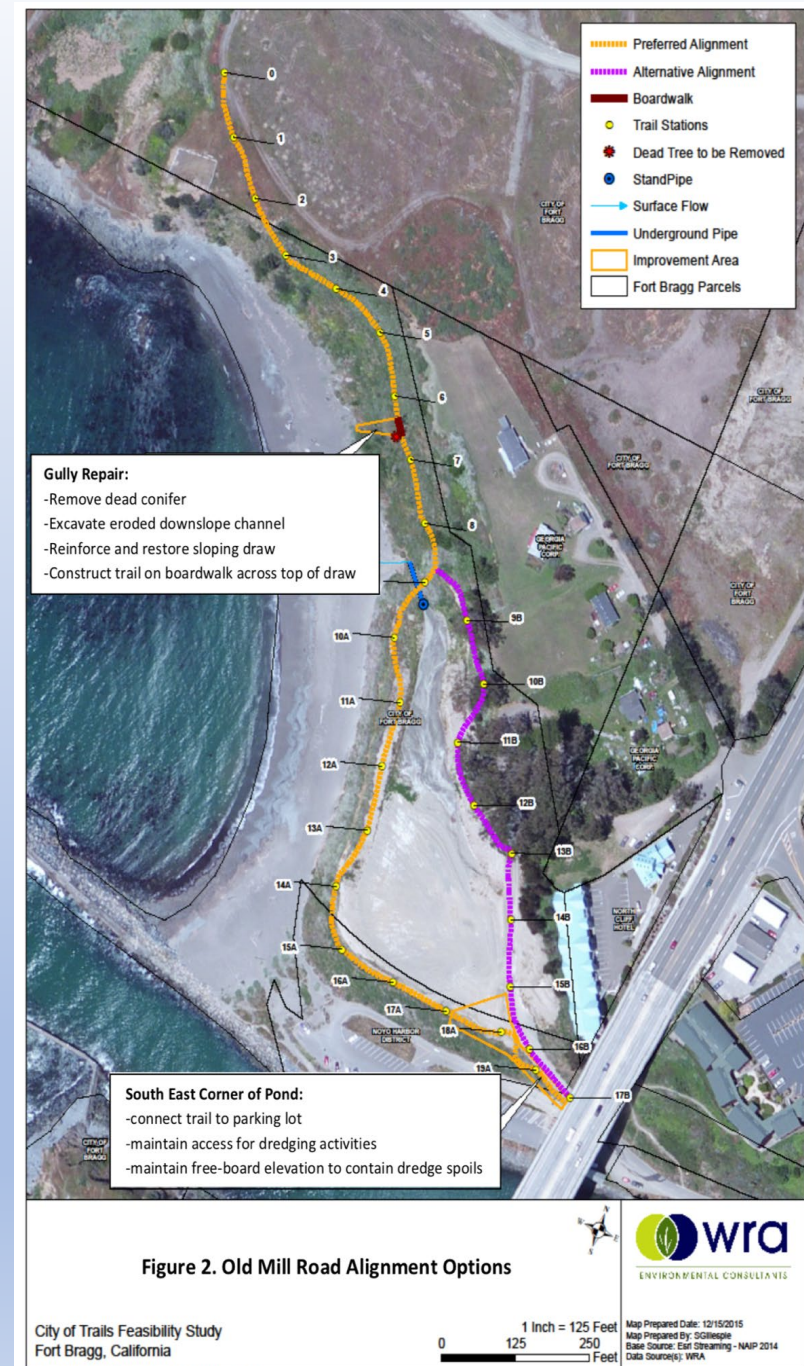 Preferred Alignment
Alternative Alignment
Boardwalk
Trail Stations
Dead Tree to be Removed
StandPipe
Surface Flow
Underground Pipe
Improvement Area
Fort Bragg Parcels
0
1
2
CITY OF
FORT
BRAGG
3
4
5
6
CITY OF
FORT BRAGG
7
CITY OF
FORT BRAGG
Gully Repair:
-Remove dead conifer
-Excavate eroded downslope channel
-Reinforce and restore sloping draw
-Construct trail on boardwalk across top of draw
8
GEORGIA
PACIFIC
CORP.
CITY OF
FORT
BRAGG
9B
10A
10B
11A
CITY OF
FORT BRAGG
11B
GEORGIA
PACIFIC
CORP.
12A
12B
13A
13B
14A
14B
NORTH
CLIFF
HOTEL
15A
15B
16A
17A
18A
NOYO HARBOR
DISTRICT
16B
19A
17B
South East Corner of Pond:
-connect trail to parking lot
-maintain access for dredging activities
-maintain free-board elevation to contain dredge spoils
CITY OF
FORT
BRAGG
Figure 2. Old Mill Road Alignment Options
N
E
S
W
wra
ENVIRONMENTAL CONSULTANTS
City of Trails Feasibility Study
Fort Bragg, California
1 Inch = 125 Feet
0 125 250
Feet
Map Prepared Date: 12/15/2015
Map Prepared By: SGillespie
Base Source: Esri Streaming - NAIP 2014
Data Source(s): WRA